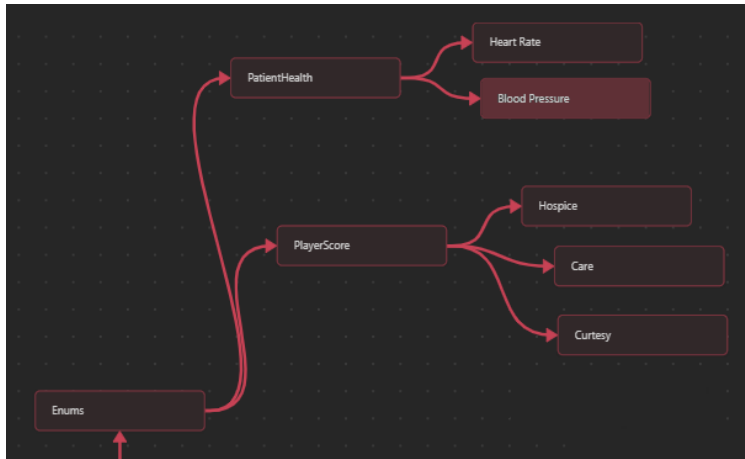 Heart Rate
PatientHealth
Blood Pressure
Hospice
PlayerScore
Care
Curtesy
Enums